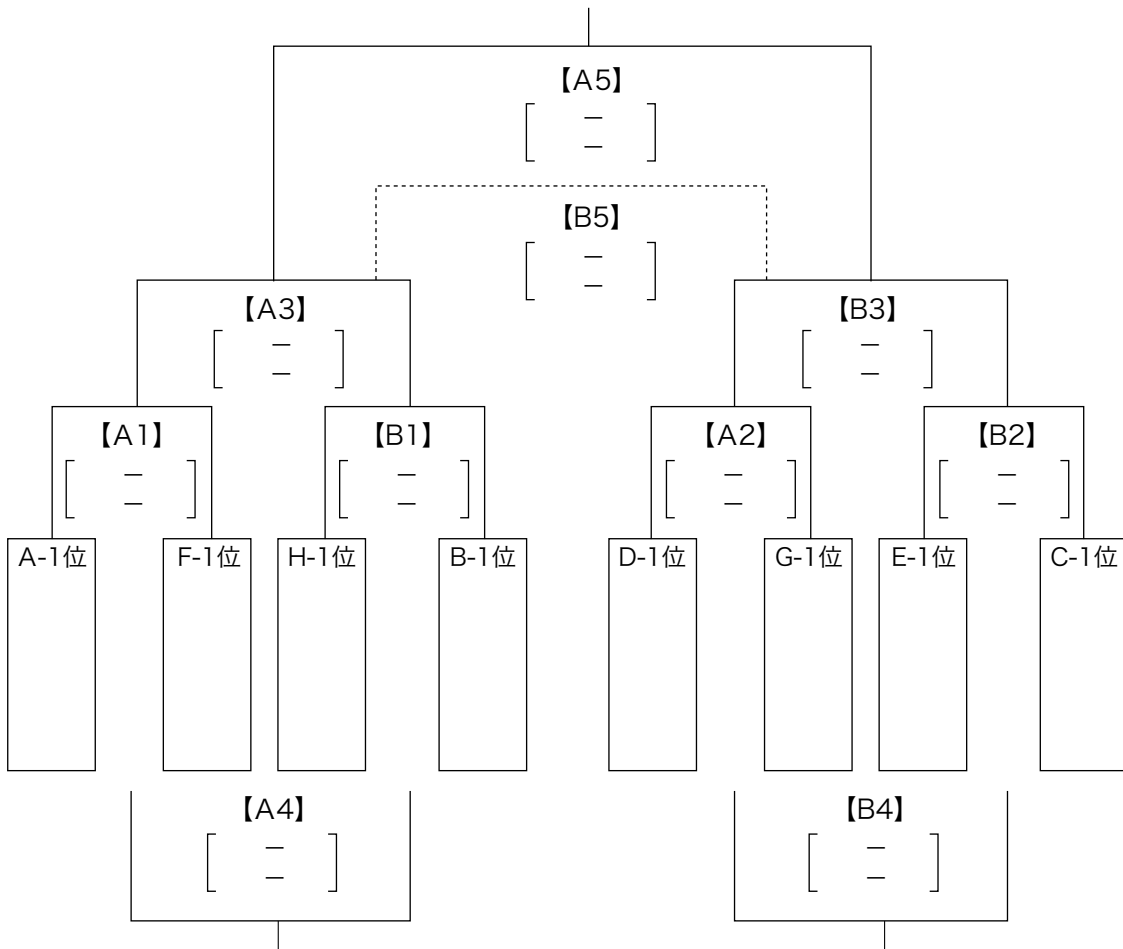 【A5】
[ － － ]
【B5】
[ － － ]
【A3】 【B3】
[ － － ] [ － － ]
【A1】 【B1】 【A2】 【B2】
[ － － ] [ － － ] [ － － ] [ － － ]
A-1位 F-1位 H-1位 B-1位 D-1位 G-1位 E-1位 C-1位
【A4】 【B4】
[ － － ] [ － － ]